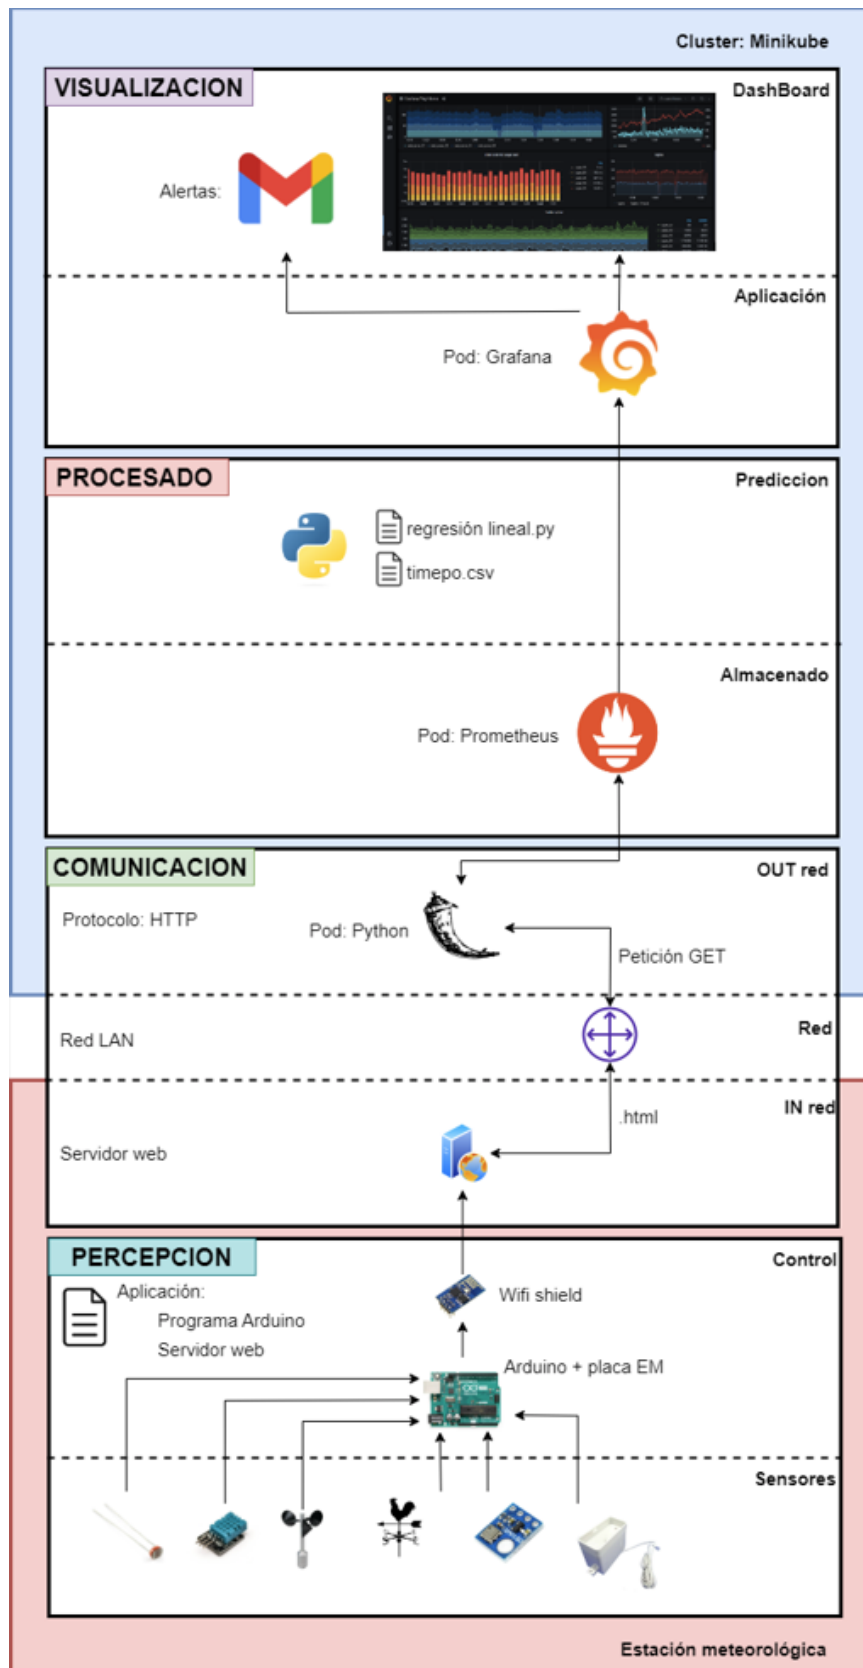 Cluster: Minikube
VISUALIZACION
DashBoard
Alertas:
Aplicación
Pod: Grafana
PROCESADO
Prediccion
regresión lineal.py
timepo.csv
Almacenado
Pod: Prometheus
COMUNICACION
OUT red
Protocolo: HTTP
Pod: Python
Petición GET
Red
Red LAN
IN red
.html
Servidor web
PERCEPCION
Control
Aplicación:
Wifi shield
Programa Arduino
Servidor web
Arduino + placa EM
Sensores
Estación meteorológica